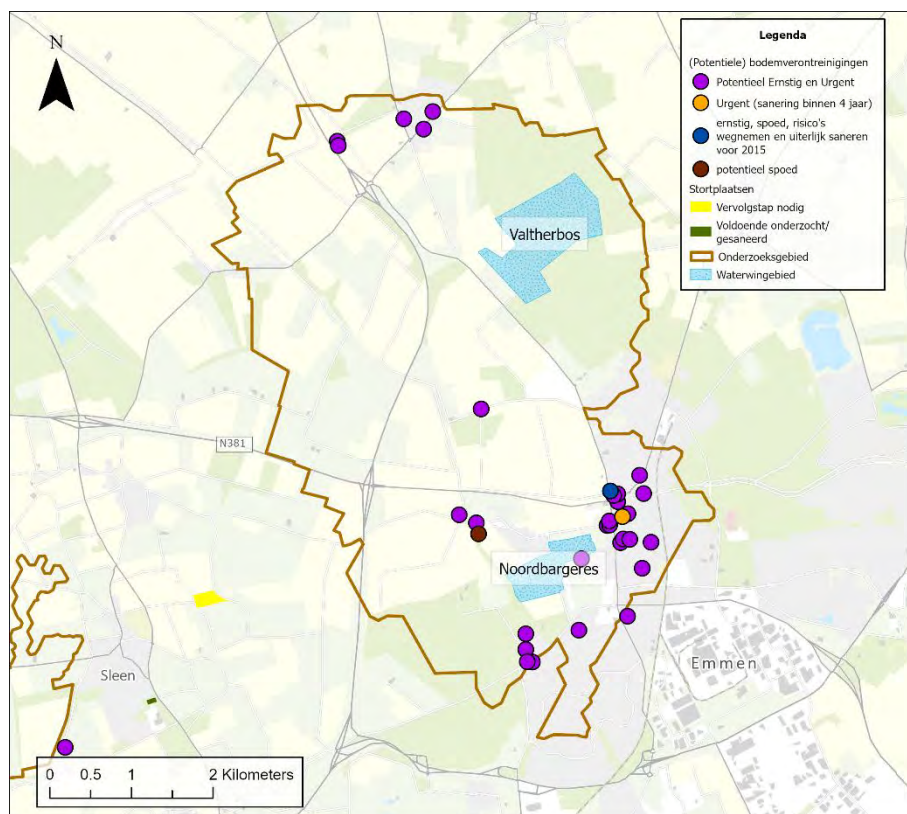 N
Legenda
(Potentiele) bodemverontreinigingen
Potentieel Ernstig en Urgent
Urgent (sanering binnen 4 jaar)
ernstig, spoed, risico's
wegnemen en uiterlijk saneren
voor 2015
potentieel spoed
Stortplaatsen
Vervolgstap nodig
Voldoende onderzocht/
gesaneerd
Onderzoeksgebied
Waterwingebied
Valtherbos
N381
Noordbargeres
Emmen
Sleen
0 0.5 1 2 Kilometers